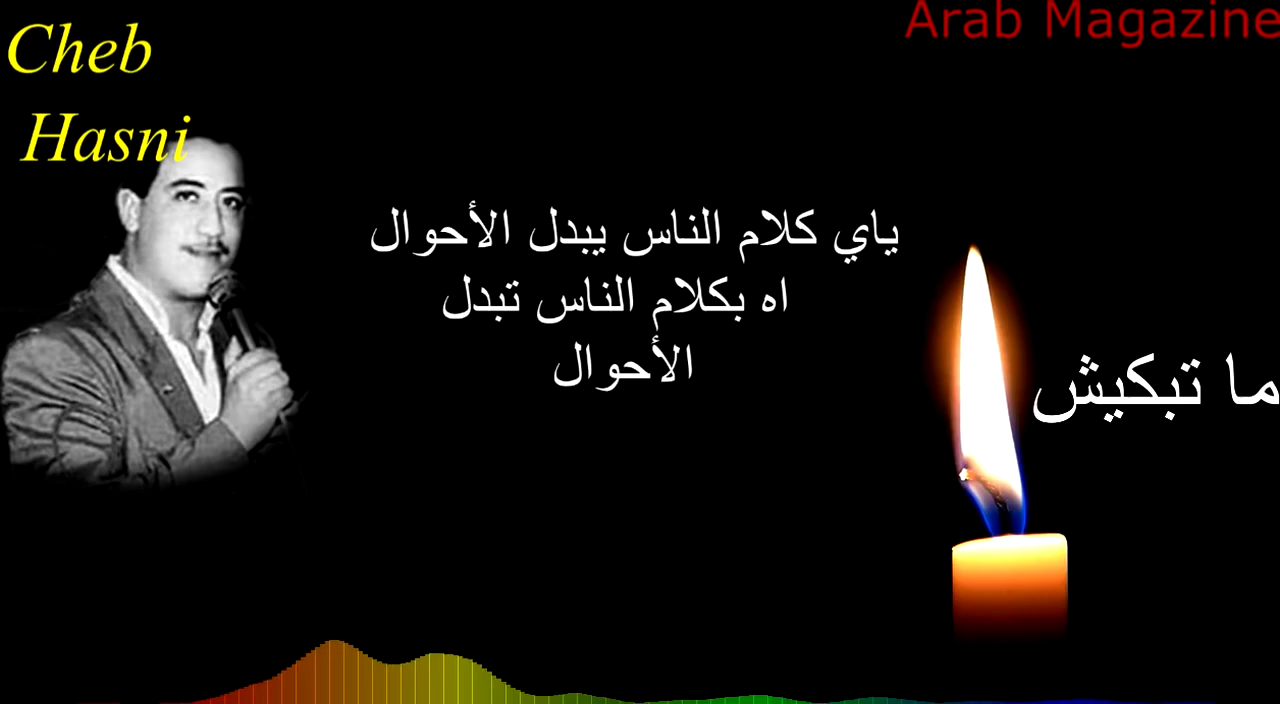 Arab Magazine
Cheb
Hasni
ياي كلام الناس يبدل الأحوال
اه بكلام الناس تبدل
الأحوال
ما تبكيش